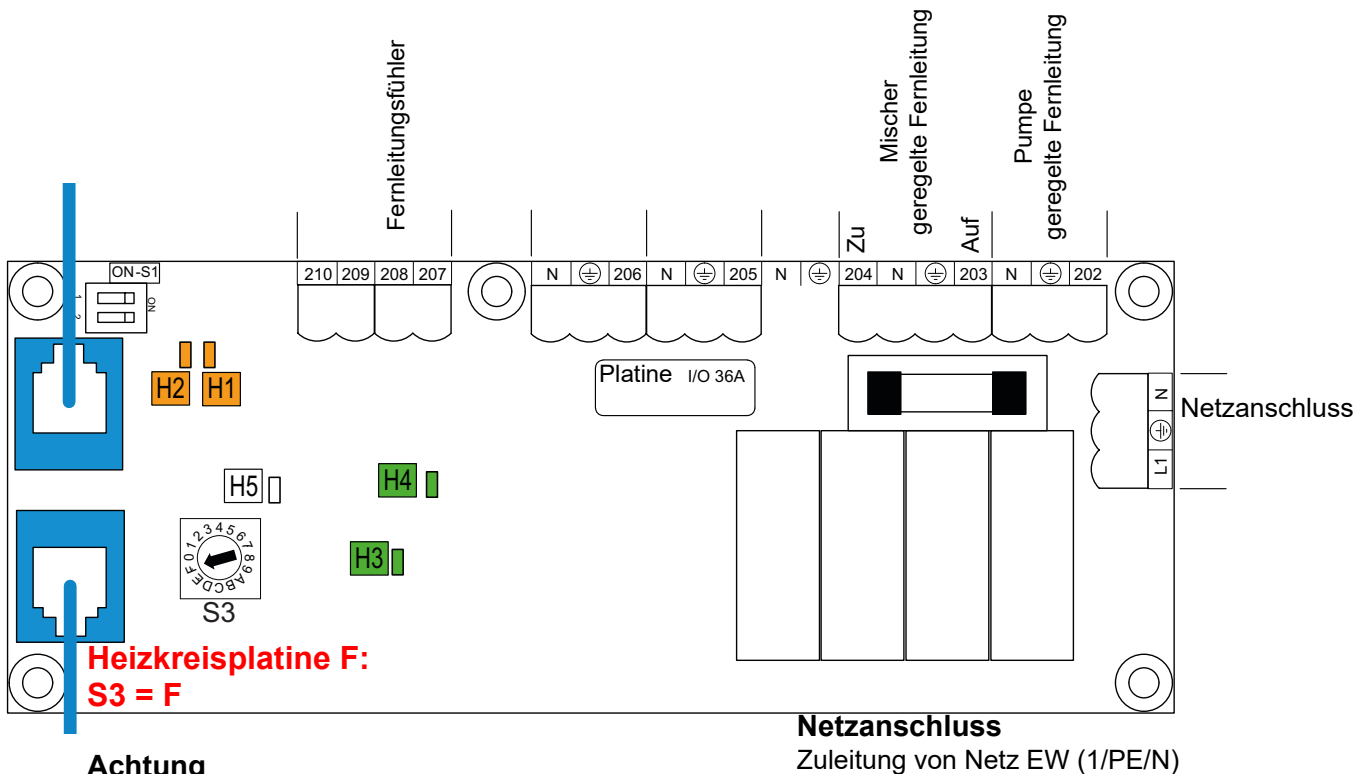 Fernleitungsfühler
Mischer
geregelte Fernleitung
Pumpe
geregelte Fernleitung
Zu
Auf
ON-S1
210 209 208 207
N 206 N 205 N 204 N 203 N 202
1 2 ON
H2 H1
Platine I/O 36A
N
L1
Netzanschluss
H5
H4
H3
0 1 2 3 4 5 6 7 8 9 A B C D E F
S3
Heizkreisplatine F:
S3 = F
Netzanschluss
Zuleitung von Netz EW (1/PE/N)
Achtung